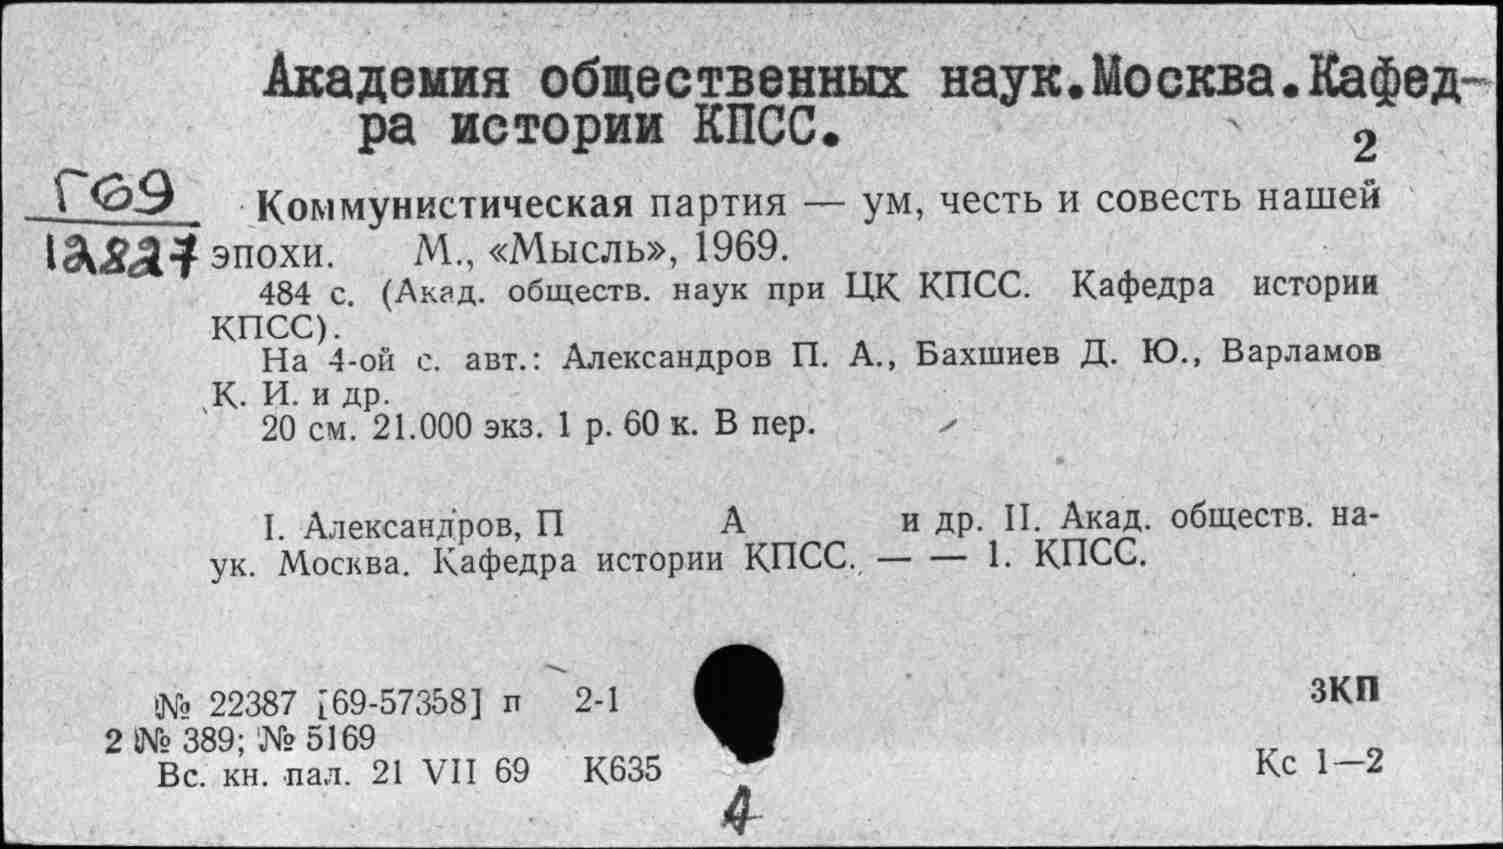 Академия общественных наук.Москва.Кафед-
ра истории КПСС.
2
Г69
12827
Коммунистическая партия — ум, честь и совесть нашей
эпохи. М., «Мысль», 1969.
484 с. (Акад. обществ. наук при ЦК КПСС. Кафедра истории
КПСС).
На 4-ой с. авт.: Александров П. А., Бахшиев Д. Ю., Варламов
К. И. и др.
20 см. 21.000 экз. 1 р. 60 к. В пер.
I. Александров, П А и др. II. Акад. обществ. на-
ук. Москва. Кафедра истории КПСС. — — 1. КПСС.
№ 22387 [69-57358] п 2-1
ЗКП
2 № 389; № 5169
Вс. кн. пал. 21 VII 69 К635
Кс 1—2
4